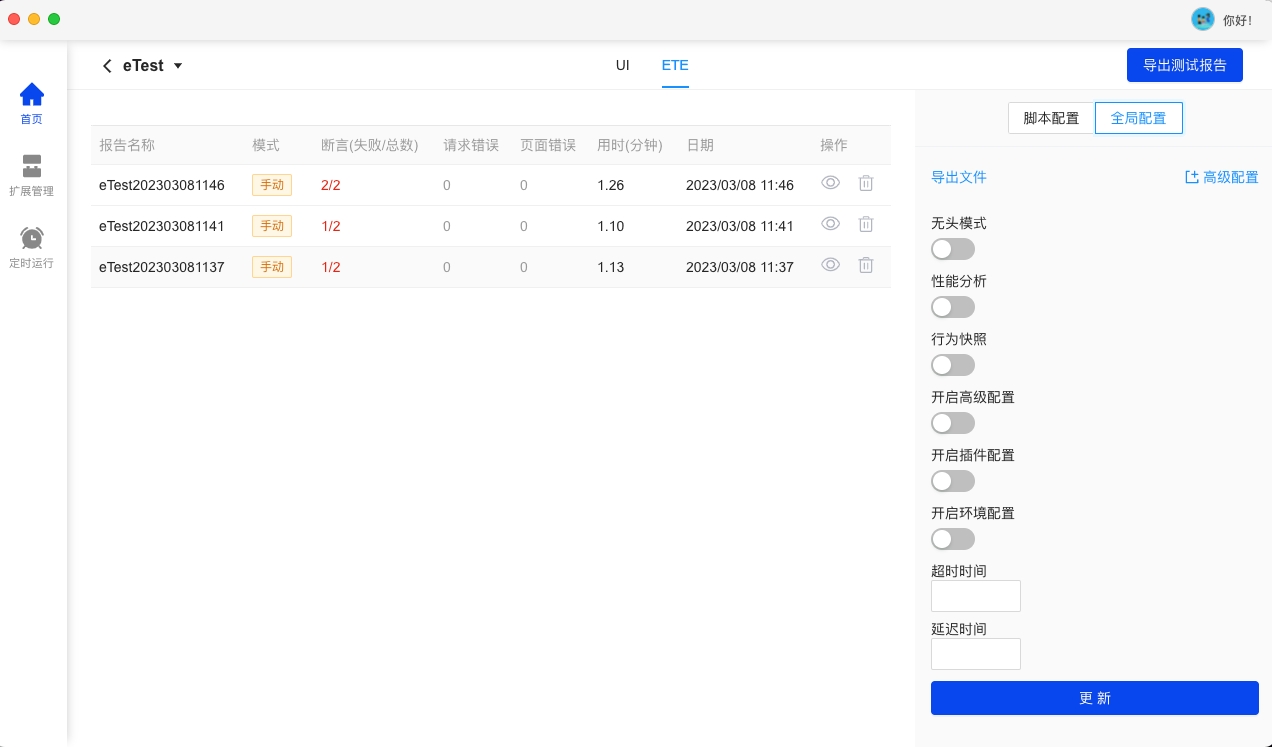 你好!
eTest
UI
ETE
导出测试报告
首页
扩展管理
定时运行
报告名称 模式 断言(失败/总数) 请求错误 页面错误 用时(分钟) 日期 操作
eTest202303081146 手动 2/2 0 0 1.26 2023/03/08 11:46
eTest202303081141 手动 1/2 0 0 1.10 2023/03/08 11:41
eTest202303081137 手动 1/2 0 0 1.13 2023/03/08 11:37
脚本配置 全局配置
导出文件 高级配置
无头模式
性能分析
行为快照
开启高级配置
开启插件配置
开启环境配置
超时时间
延迟时间
更 新